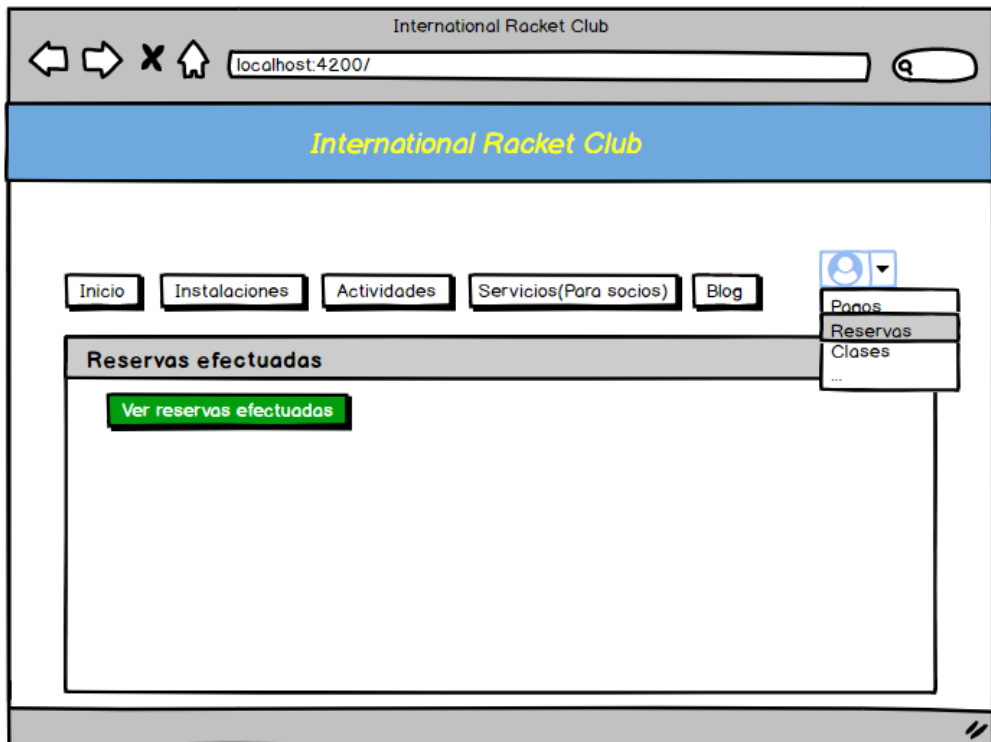 International Racket Club
localhost:4200/
International Racket Club
Inicio
Instalaciones
Actividades
Servicios(Para socios)
Blog
Pagos
Reservas
Clases
...
Reservas efectuadas
Ver reservas efectuadas